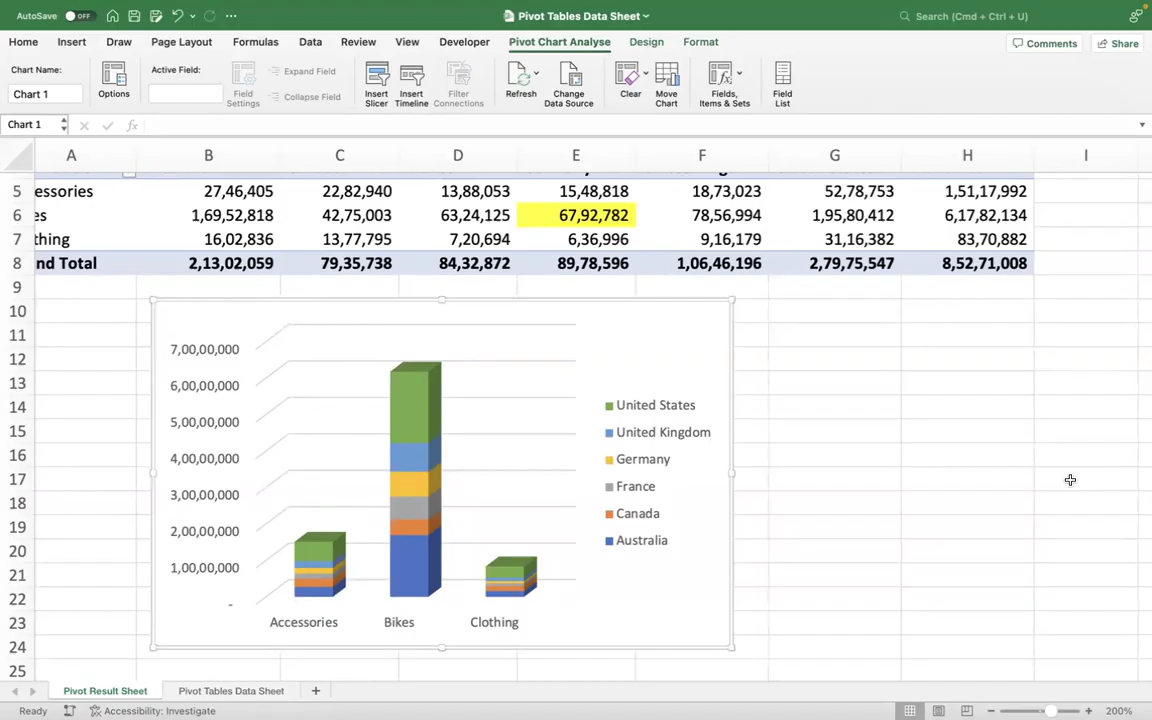 AutoSave OFF Pivot Tables Data Sheet Search (Cmd + Ctrl + U)
Home Insert Draw Page Layout Formulas Data Review View Developer Pivot Chart Analyse Design Format Comments Share
Chart Name:
Chart 1
Options
Active Field:
Field Settings
Expand Field
Collapse Field
Insert Slicer
Insert Timeline
Filter Connections
Refresh
Change Data Source
Clear
Move Chart
Fields, Items & Sets
Field List
Chart 1 fx
A B C D E F G H I
5 essories 27,46,405 22,82,940 13,88,053 15,48,818 18,73,023 52,78,753 1,51,17,992
6 es 1,69,52,818 42,75,003 63,24,125 67,92,782 78,56,994 1,95,80,412 6,17,82,134
7 thing 16,02,836 13,77,795 7,20,694 6,36,996 9,16,179 31,16,382 83,70,882
8 nd Total 2,13,02,059 79,35,738 84,32,872 89,78,596 1,06,46,196 2,79,75,547 8,52,71,008
9
10
11
12
13
14
15
16
17
18
19
20
21
22
23
24
25
7,00,00,000
6,00,00,000
5,00,00,000
4,00,00,000
3,00,00,000
2,00,00,000
1,00,00,000
-
Accessories Bikes Clothing
United States
United Kingdom
Germany
France
Canada
Australia
Pivot Result Sheet Pivot Tables Data Sheet +
Ready Accessibility: Investigate 200%